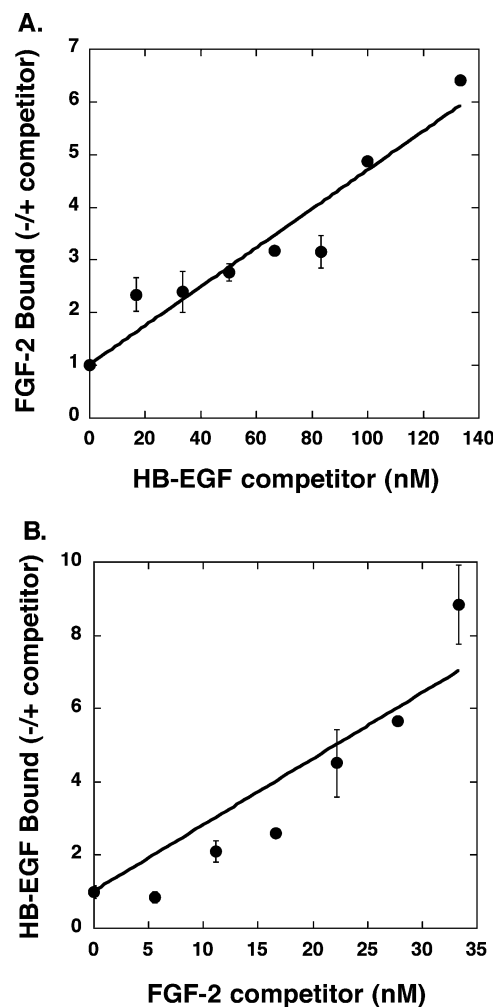 A.
7
6
5
4
3
2
1
0
FGF-2 Bound (-/+ competitor)
0 20 40 60 80 100 120 140
HB-EGF competitor (nM)
B.
10
8
6
4
2
0
HB-EGF Bound (-/+ competitor)
0 5 10 15 20 25 30 35
FGF-2 competitor (nM)